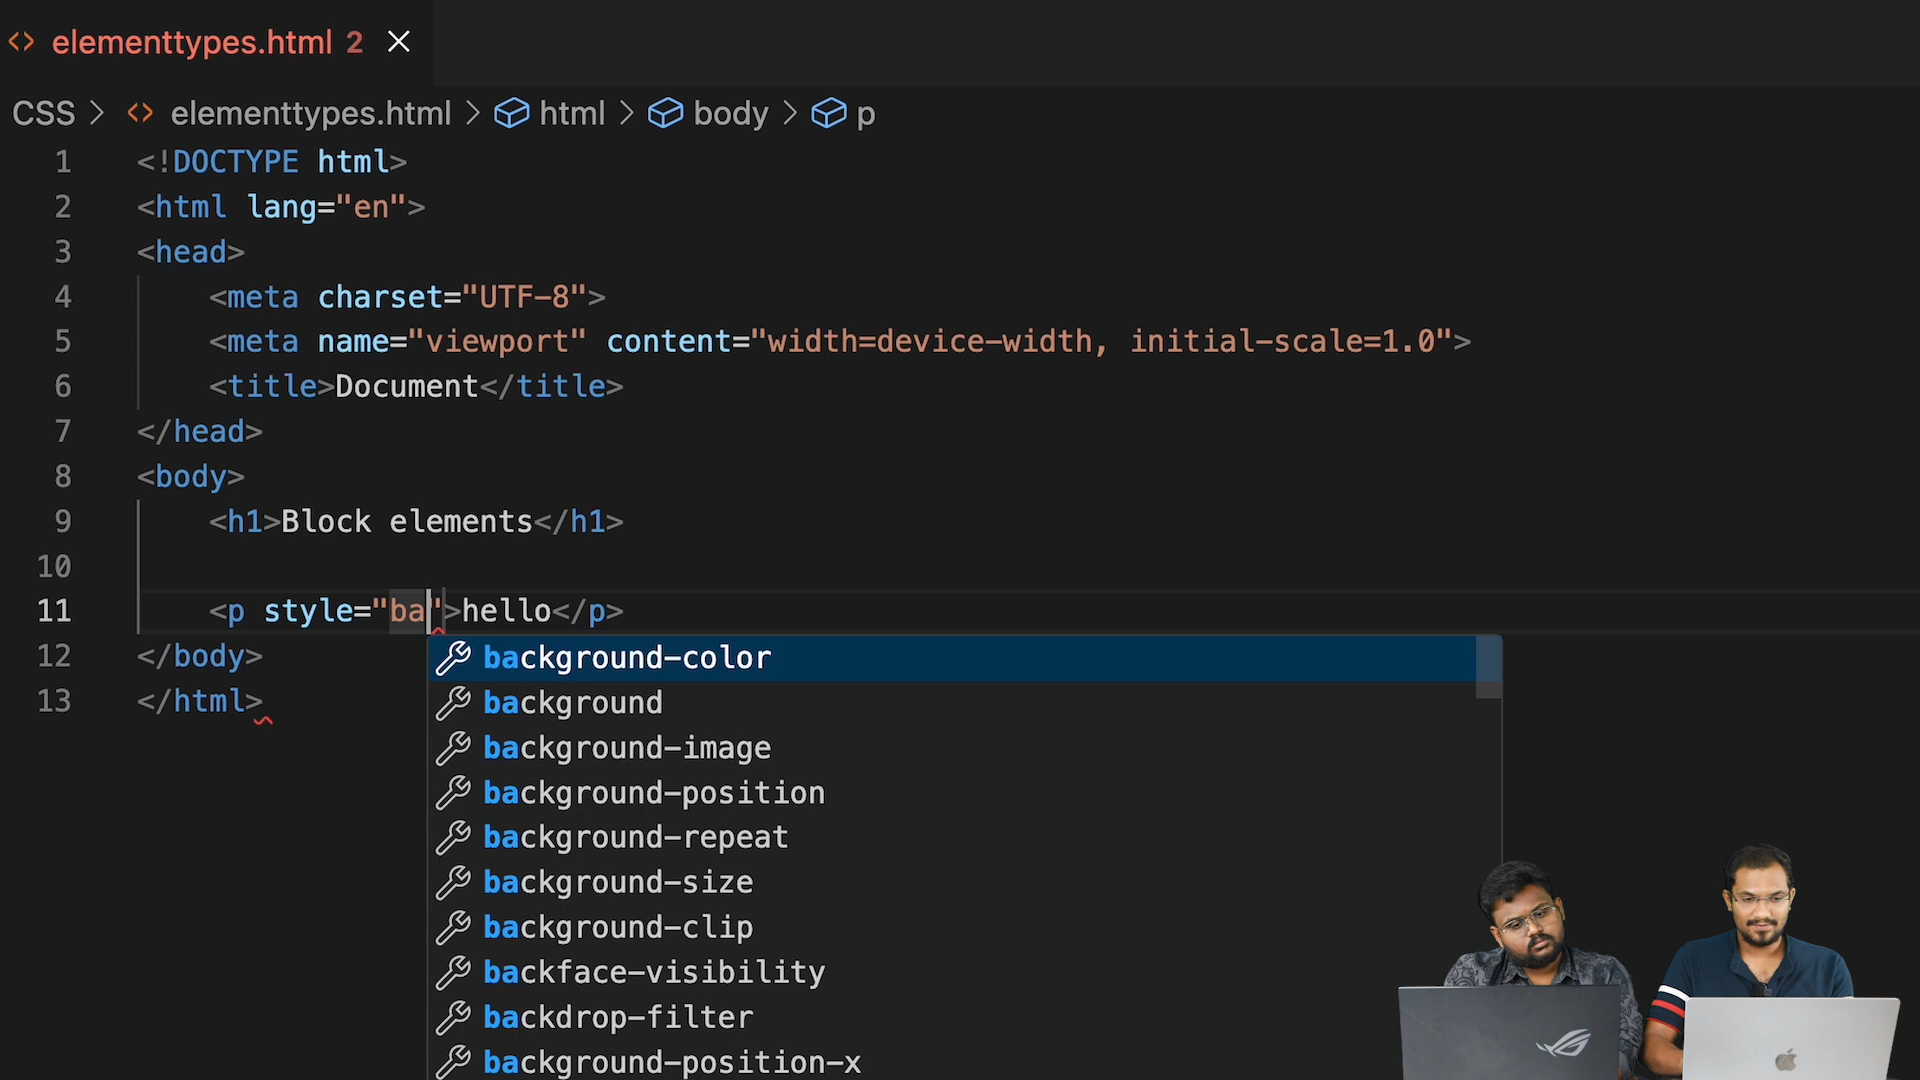 <> elementtypes.html 2 ×
CSS > <> elementtypes.html > html > body > p
1 <!DOCTYPE html>
2 <html lang="en">
3 <head>
4 <meta charset="UTF-8">
5 <meta name="viewport" content="width=device-width, initial-scale=1.0">
6 <title>Document</title>
7 </head>
8 <body>
9 <h1>Block elements</h1>
10
11 <p style="ba">hello</p>
12 </body>
13 </html>
background-color
background
background-image
background-position
background-repeat
background-size
background-clip
backface-visibility
backdrop-filter
background-position-x